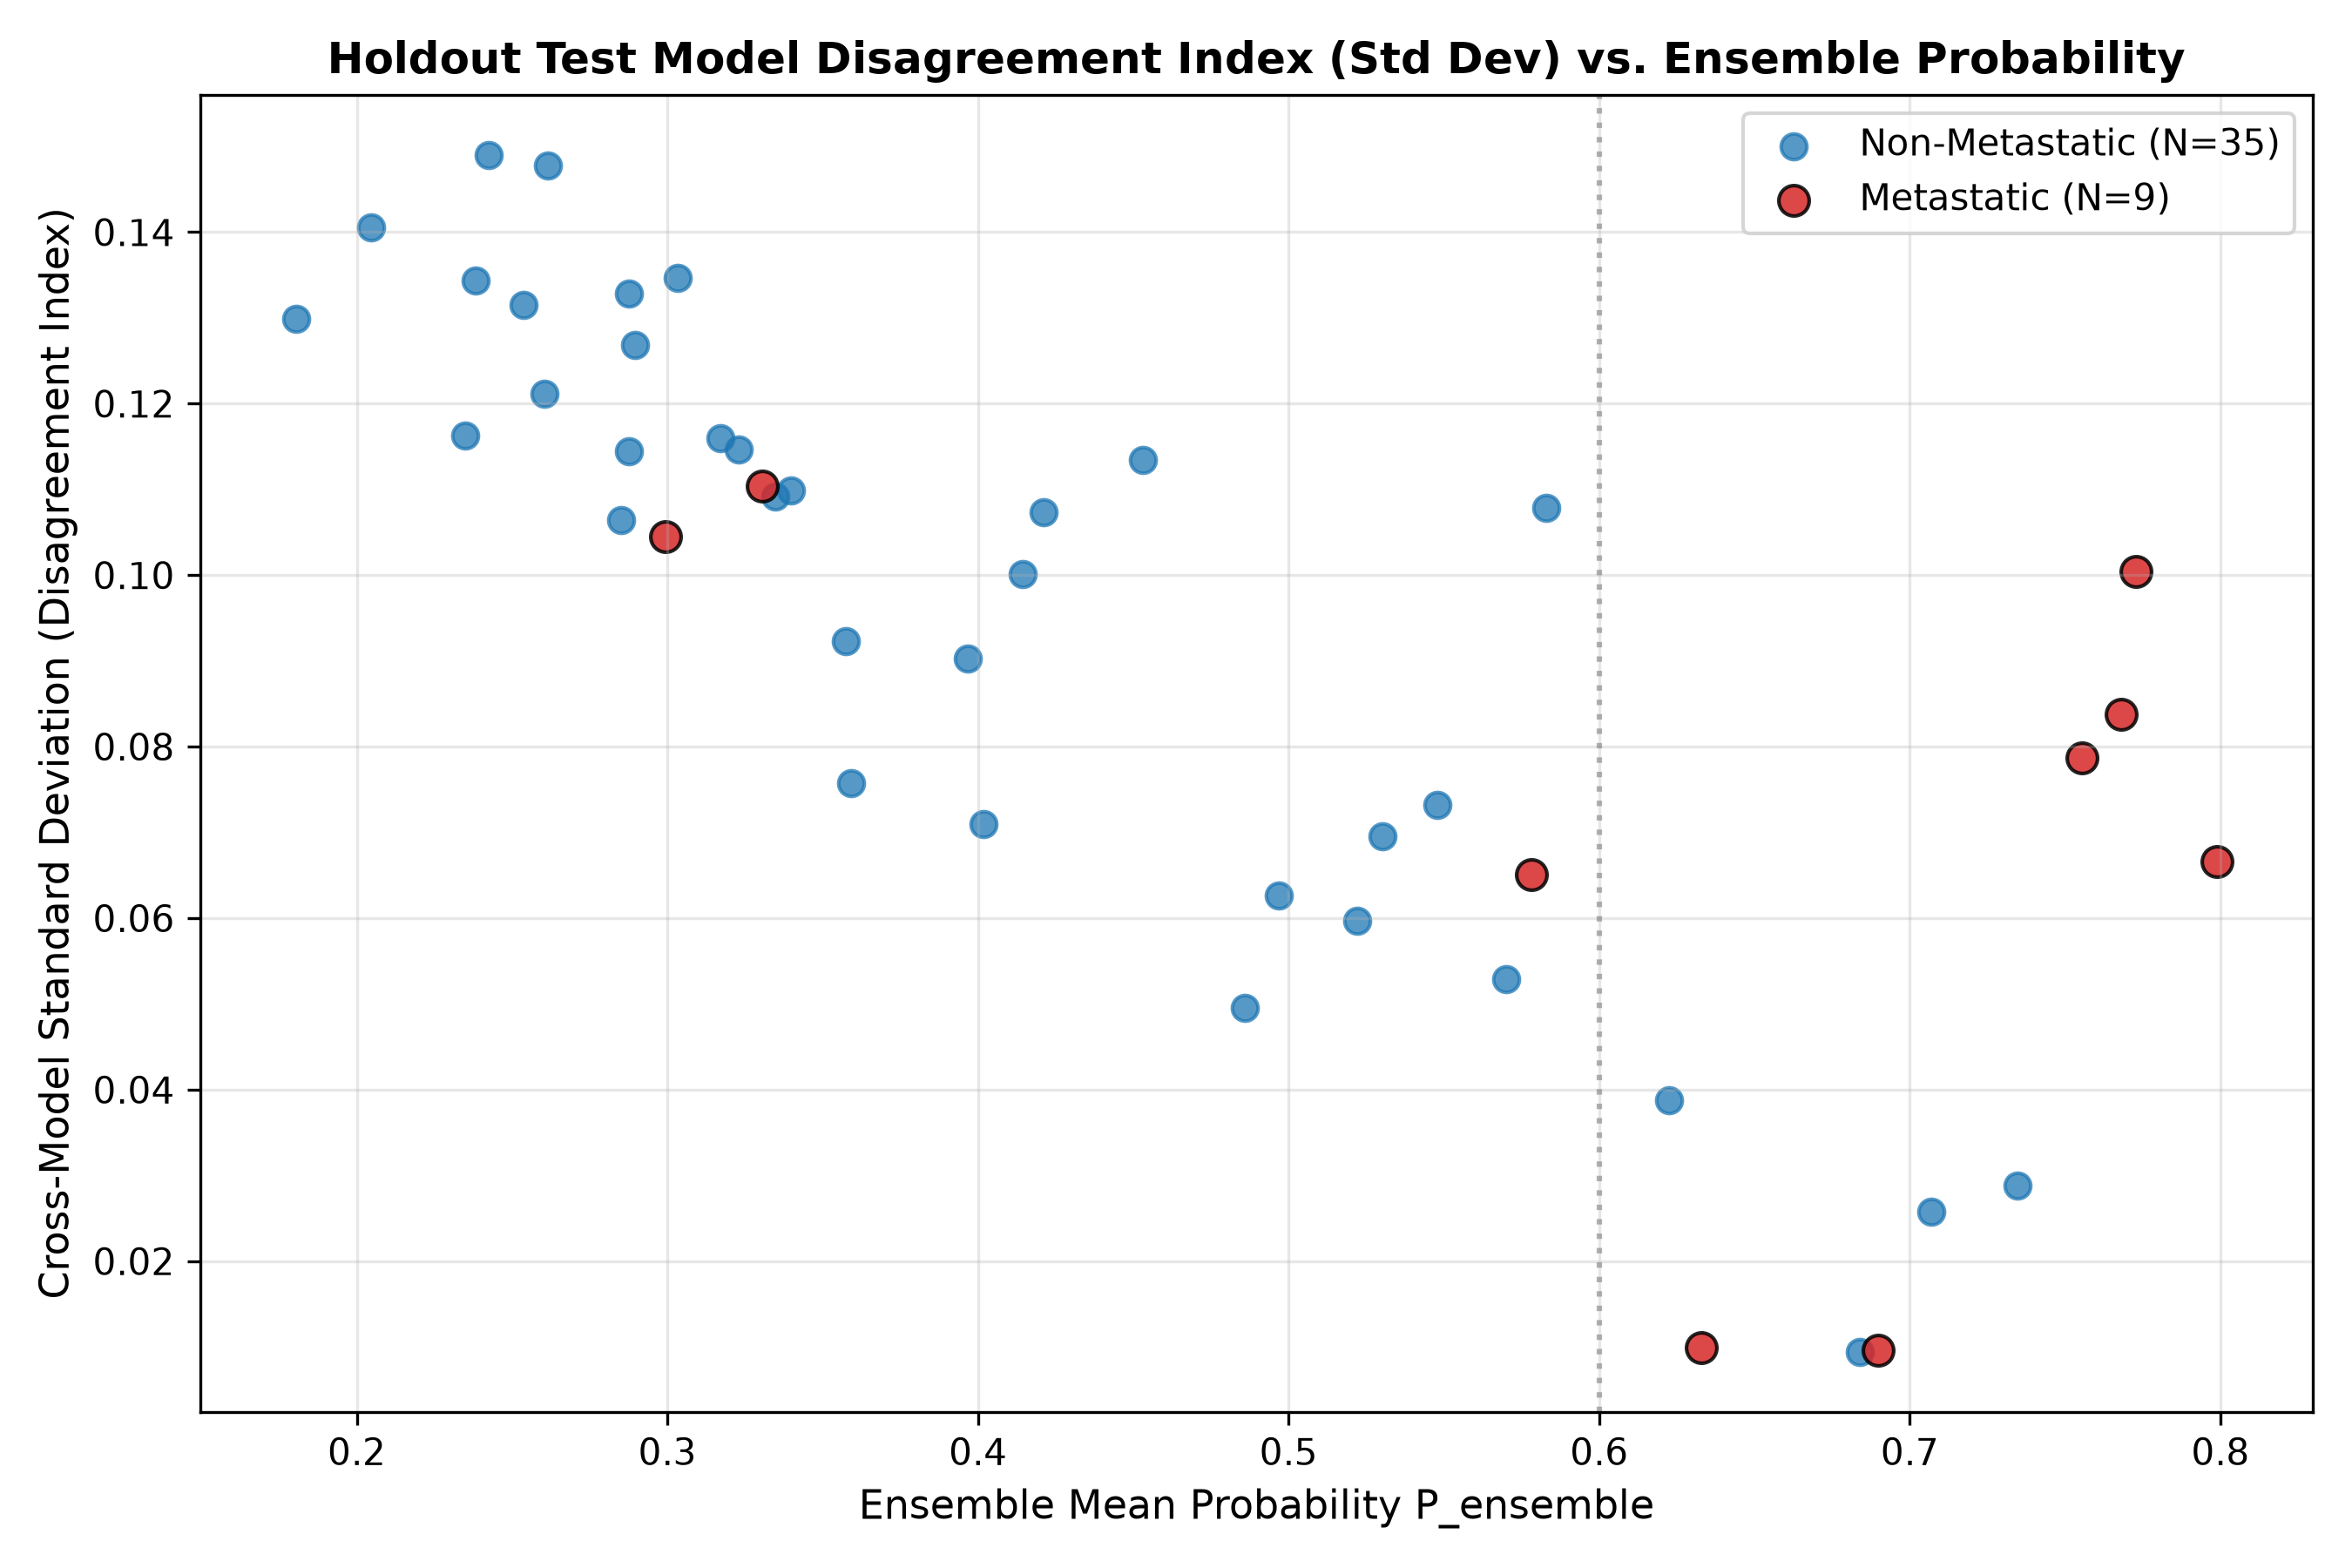 Holdout Test Model Disagreement Index (Std Dev) vs. Ensemble Probability
Non-Metastatic (N=35)
Metastatic (N=9)
Cross-Model Standard Deviation (Disagreement Index)
0.14
0.12
0.10
0.08
0.06
0.04
0.02
0.2 0.3 0.4 0.5 0.6 0.7 0.8
Ensemble Mean Probability P_ensemble